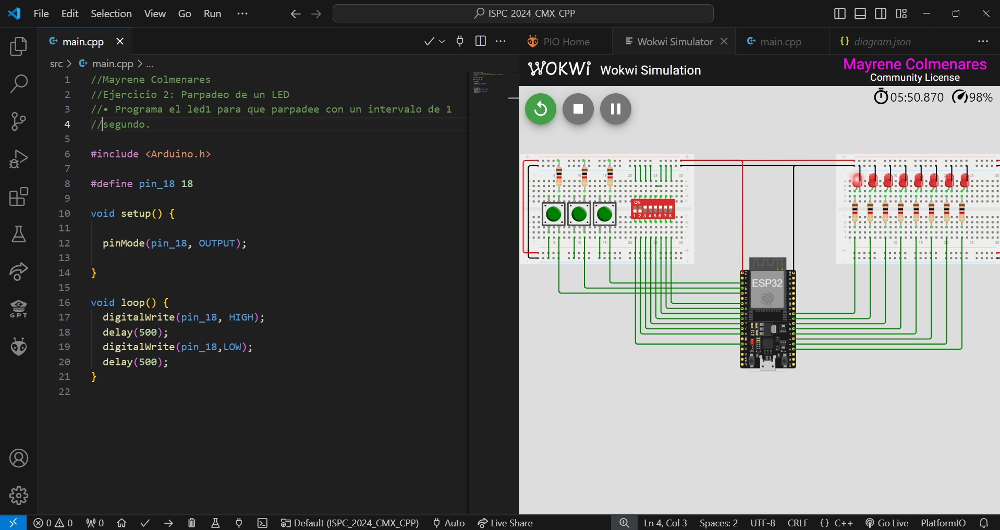 File Edit Selection View Go Run ISPC_2024_CMX_CPP
main.cpp
PIO Home Wokwi Simulator main.cpp diagram.json
src > main.cpp > ...
WOKWi Wokwi Simulation
Mayrene Colmenares
Community License
05:50.870 98%
1 //Mayrene Colmenares
2 //Ejercicio 2: Parpadeo de un LED
3 //• Programa el led1 para que parpadee con un intervalo de 1
4 //segundo.
5
6 #include <Arduino.h>
7
8 #define pin_18 18
9
10 void setup() {
11
12 pinMode(pin_18, OUTPUT);
13
14 }
15
16 void loop() {
17 digitalWrite(pin_18, HIGH);
18 delay(500);
19 digitalWrite(pin_18,LOW);
20 delay(500);
21 }
22
ON
1 2 3 4 5 6 7 8
ESP32
GPT
0 0 0 Default (ISPC_2024_CMX_CPP) Auto Live Share Ln 4, Col 3 Spaces: 2 UTF-8 CRLF {} C++ Go Live PlatformIO